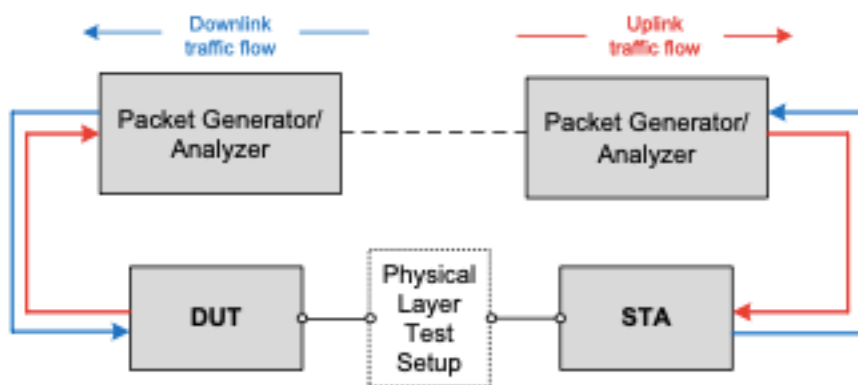 Downlink
traffic flow
Uplink
traffic flow
Packet Generator/
Analyzer
Packet Generator/
Analyzer
DUT
Physical
Layer
Test
Setup
STA